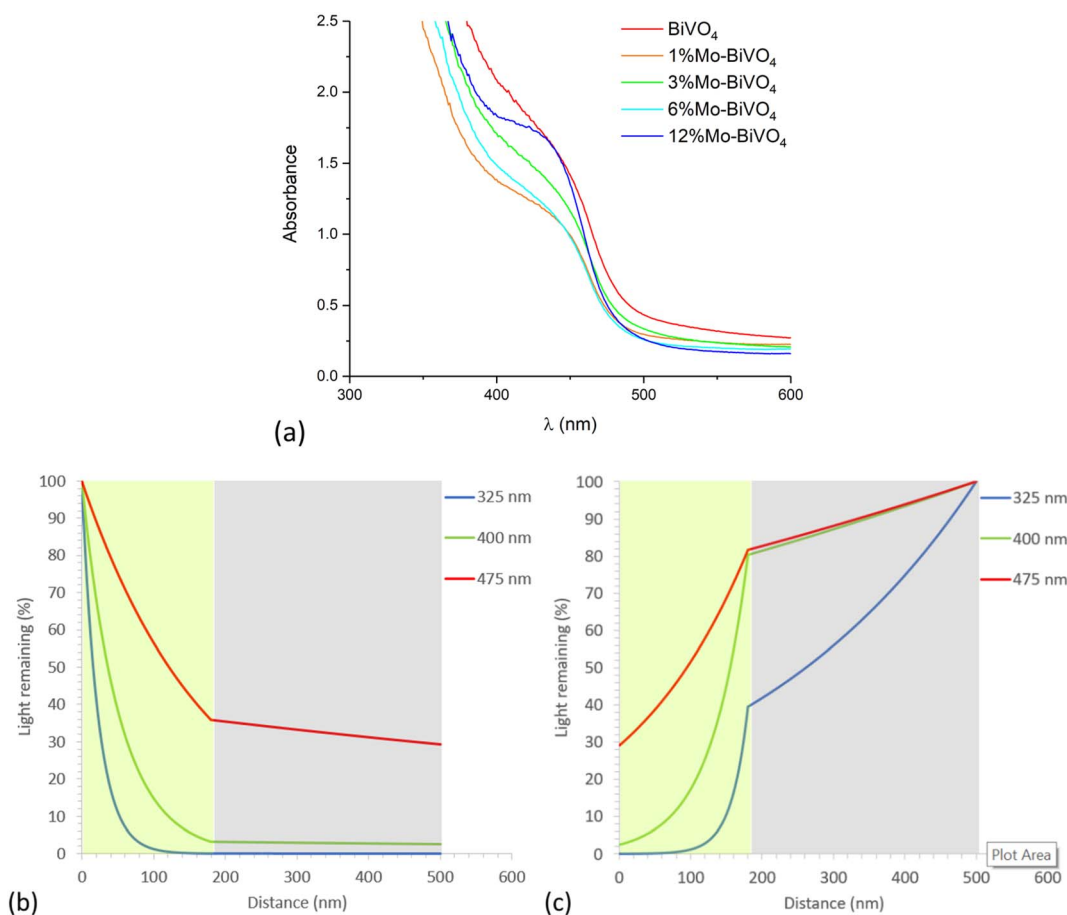 2.5
2.0
1.5
1.0
0.5
0.0
Absorbance
300
400
500
600
λ (nm)
BiVO₄
1%Mo-BiVO₄
3%Mo-BiVO₄
6%Mo-BiVO₄
12%Mo-BiVO₄
(a)
100
90
80
70
60
50
40
30
20
10
0
Light remaining (%)
0
100
200
300
400
500
600
Distance (nm)
325 nm
400 nm
475 nm
(b)
100
90
80
70
60
50
40
30
20
10
0
Light remaining (%)
0
100
200
300
400
500
600
Distance (nm)
325 nm
400 nm
475 nm
Plot Area
(c)